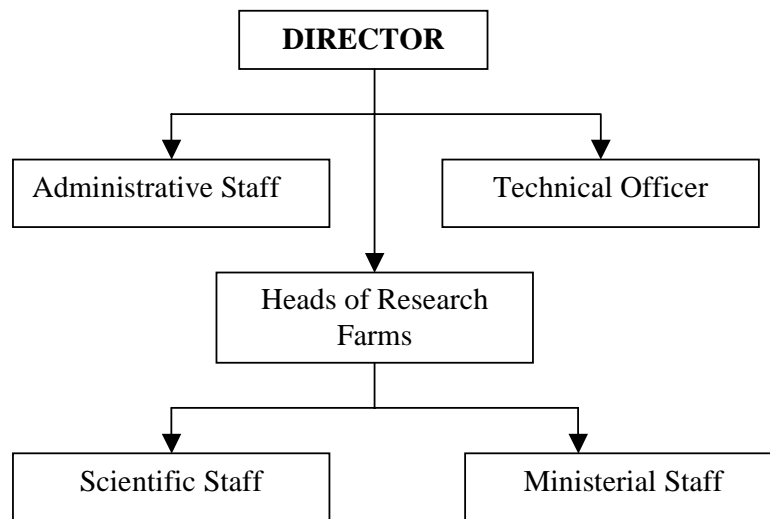 DIRECTOR
Administrative Staff
Technical Officer
Heads of Research
Farms
Scientific Staff
Ministerial Staff